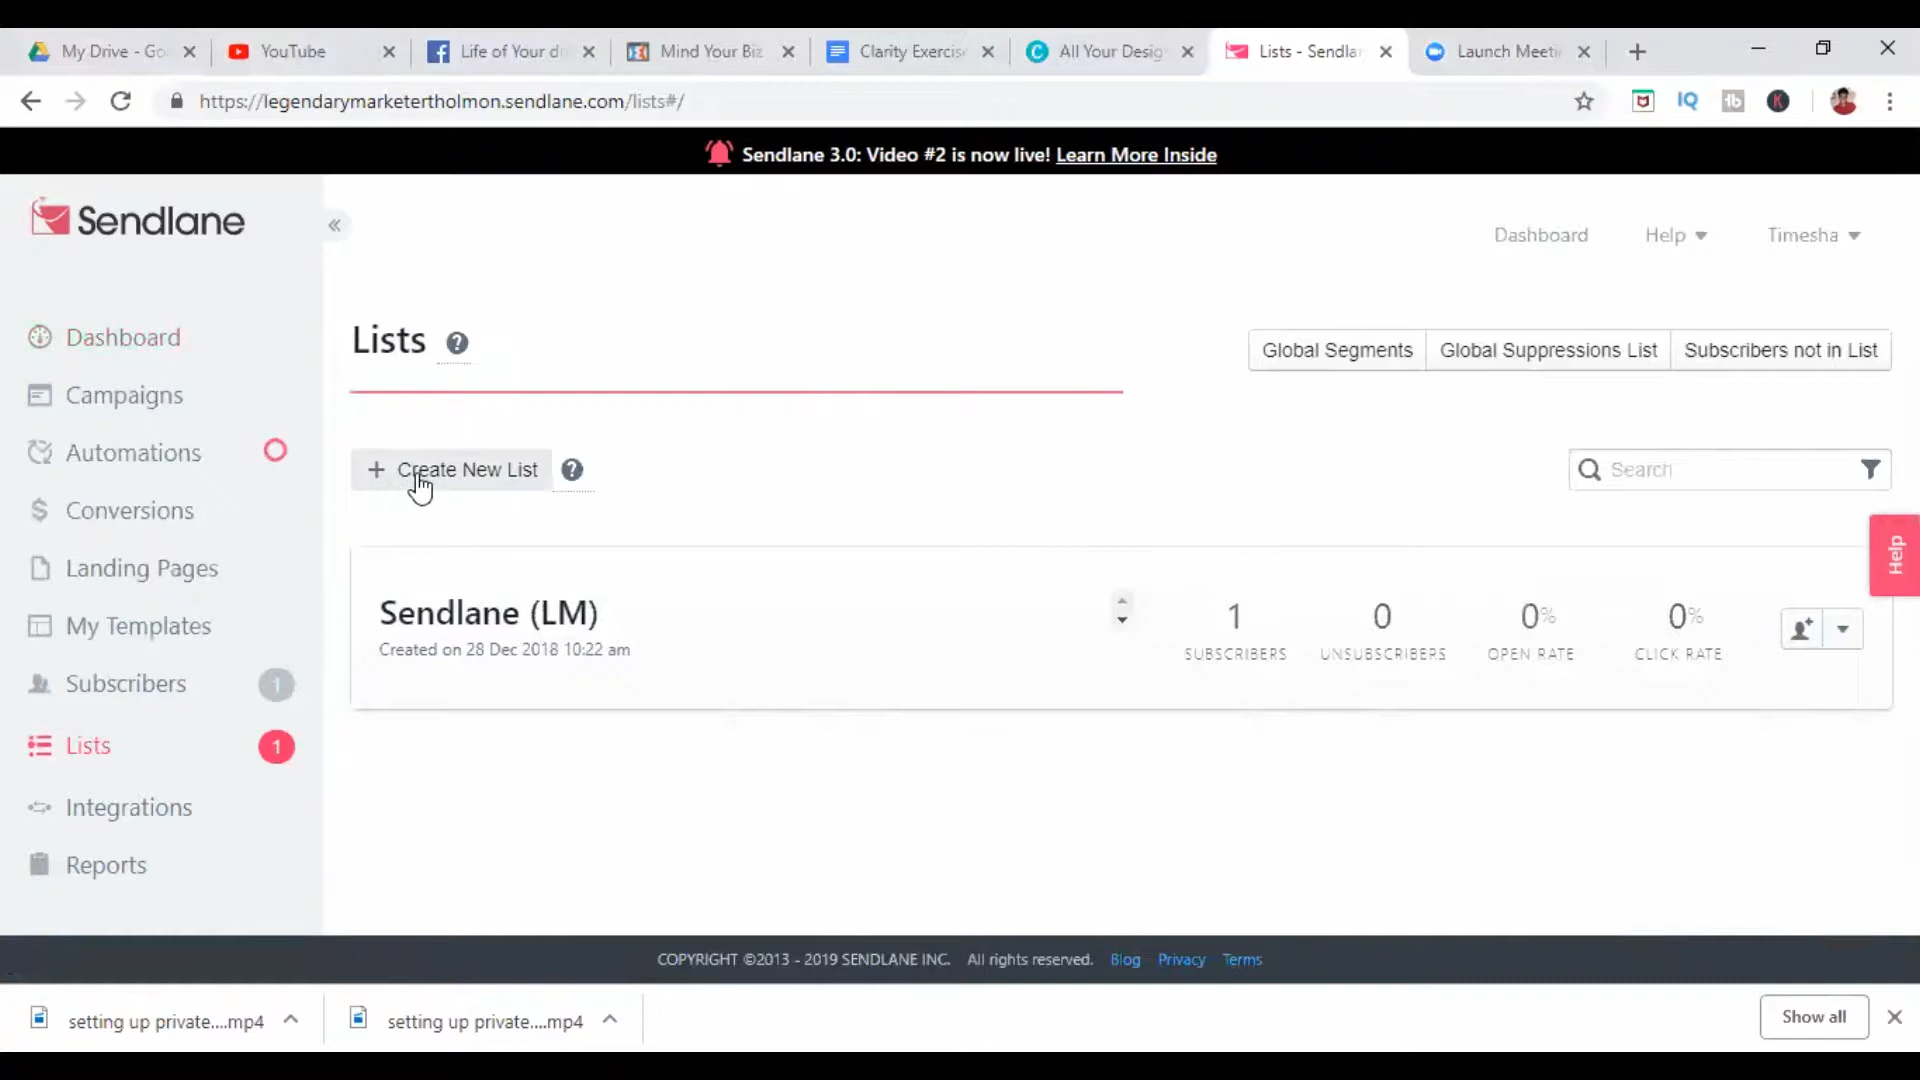 My Drive - Go
YouTube
Life of Your d
Mind Your Biz
Clarity Exercis
All Your Desig
Lists - Sendlar
Launch Meeti
https://legendarymarketertholmon.sendlane.com/lists#/
IQ
tb
K
Sendlane 3.0: Video #2 is now live! Learn More Inside
Sendlane
Dashboard
Help
Timesha
Dashboard
Campaigns
Automations
Conversions
Landing Pages
My Templates
Subscribers 1
Lists 1
Integrations
Reports
Lists ?
Global Segments
Global Suppressions List
Subscribers not in List
+ Create New List ?
Search
Help
Sendlane (LM)
Created on 28 Dec 2018 10:22 am
1
SUBSCRIBERS
0
UNSUBSCRIBERS
0%
OPEN RATE
0%
CLICK RATE
COPYRIGHT ©2013 - 2019 SENDLANE INC. All rights reserved. Blog Privacy Terms
setting up private....mp4
setting up private....mp4
Show all